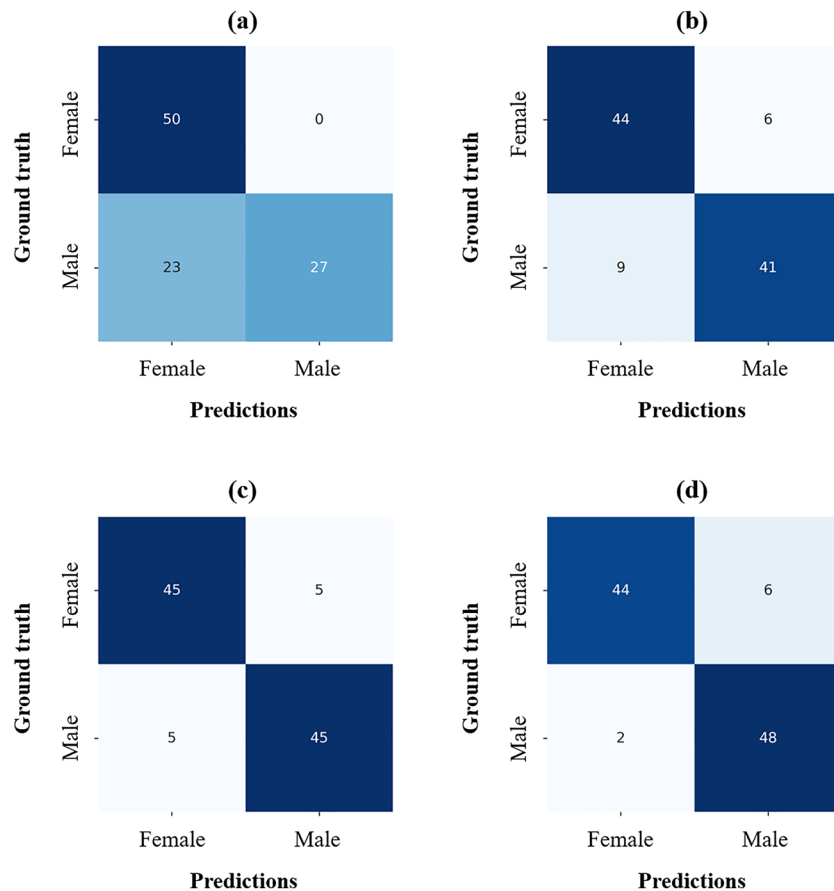 (a)
(b)
Ground truth
Female
50
0
Male
23
27
Female
Male
Predictions
Ground truth
Female
44
6
Male
9
41
Female
Male
Predictions
(c)
(d)
Ground truth
Female
45
5
Male
5
45
Female
Male
Predictions
Ground truth
Female
44
6
Male
2
48
Female
Male
Predictions